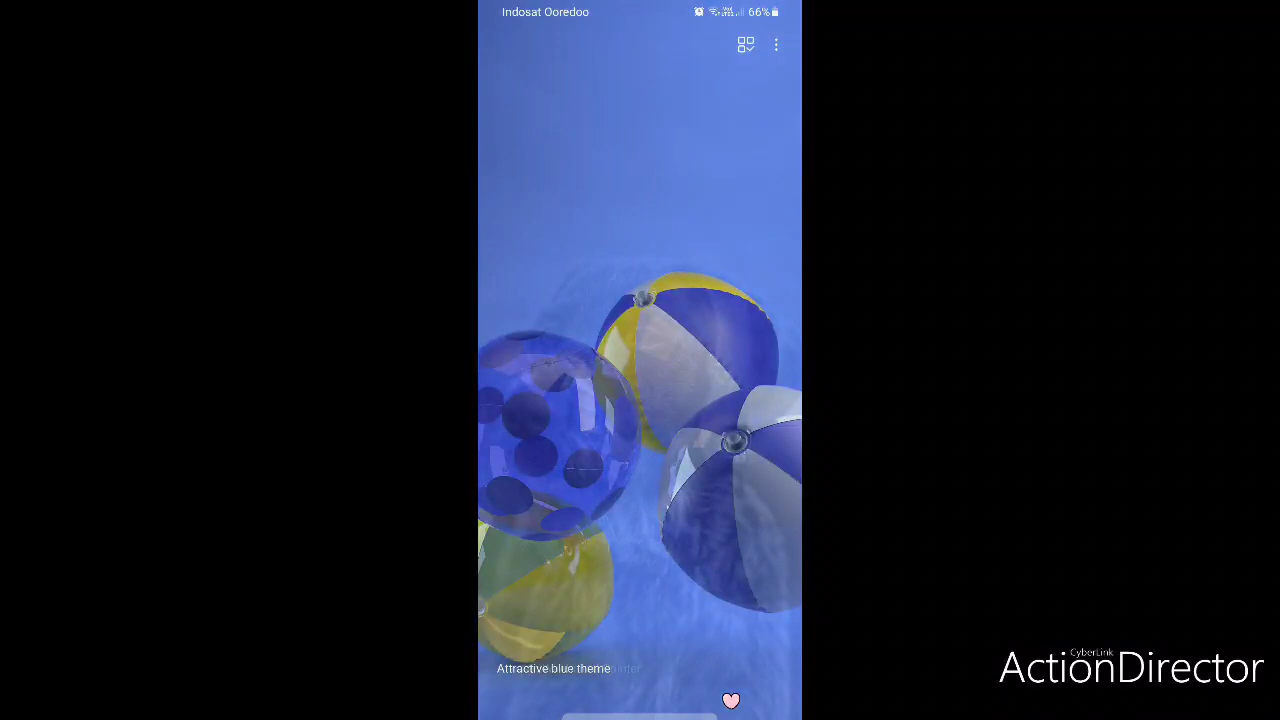 Indosat Ooredoo
66%
Attractive blue theme
CyberLink
ActionDirector